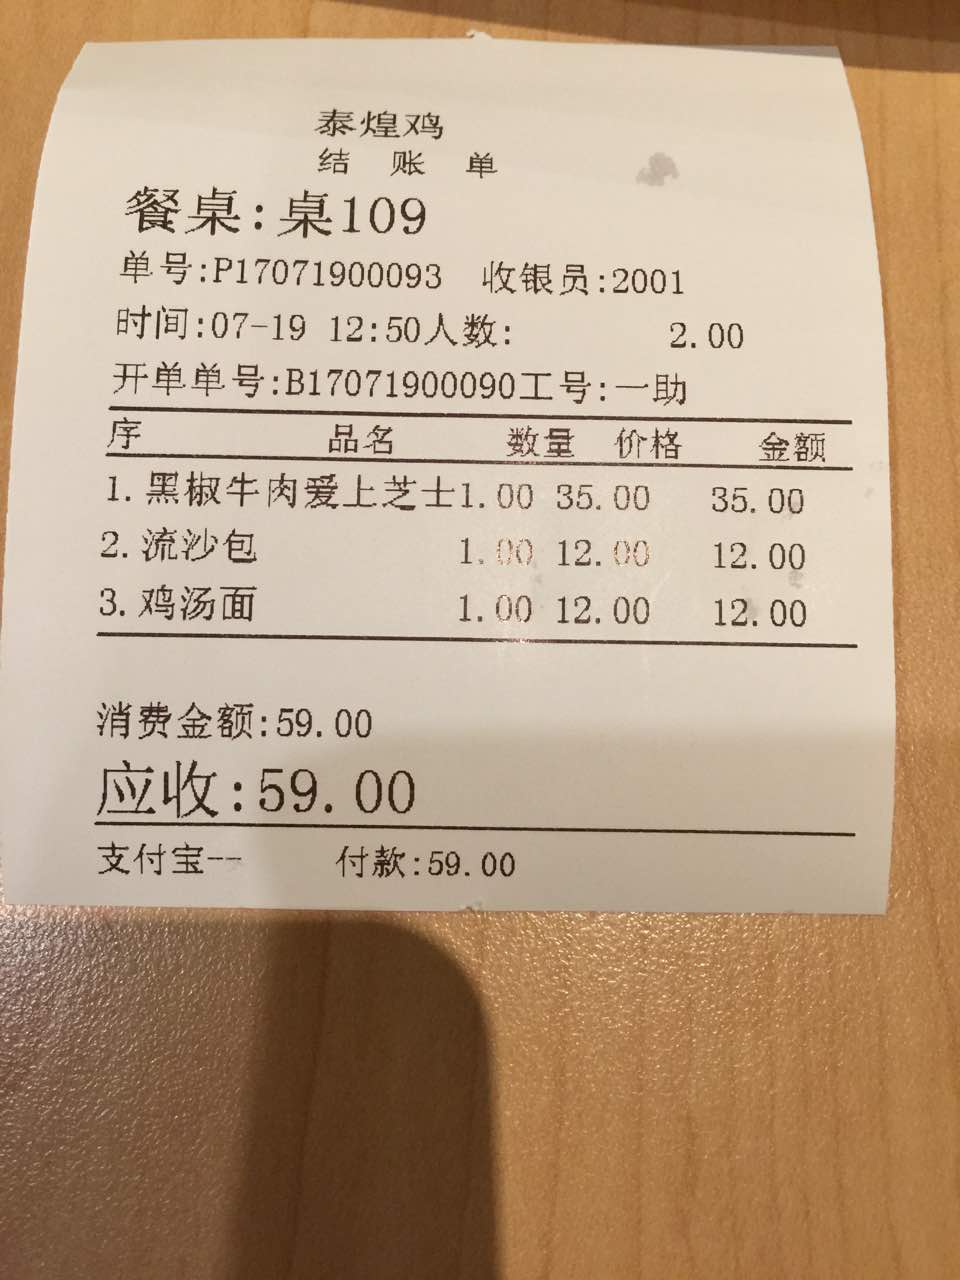 泰煌鸡
结 账 单
餐桌:桌109
单号:P17071900093 收银员:2001
时间:07-19 12:50人数: 2.00
开单单号:B17071900090工号:一助
序 品名 数量 价格 金额
1.黑椒牛肉爱上芝士1.00 35.00 35.00
2.流沙包 1.00 12.00 12.00
3.鸡汤面 1.00 12.00 12.00
消费金额:59.00
应收:59.00
支付宝-- 付款:59.00